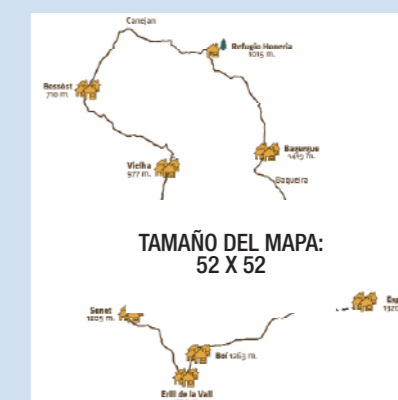 Canejan
Refugio Honeria
1015 m.
Bossòst
710 m.
Bagergue
1419 m.
Vielha
977 m.
Baqueira
TAMAÑO DEL MAPA:
52 X 52
Senet
Boí 1263 m.
Erill de la Vall